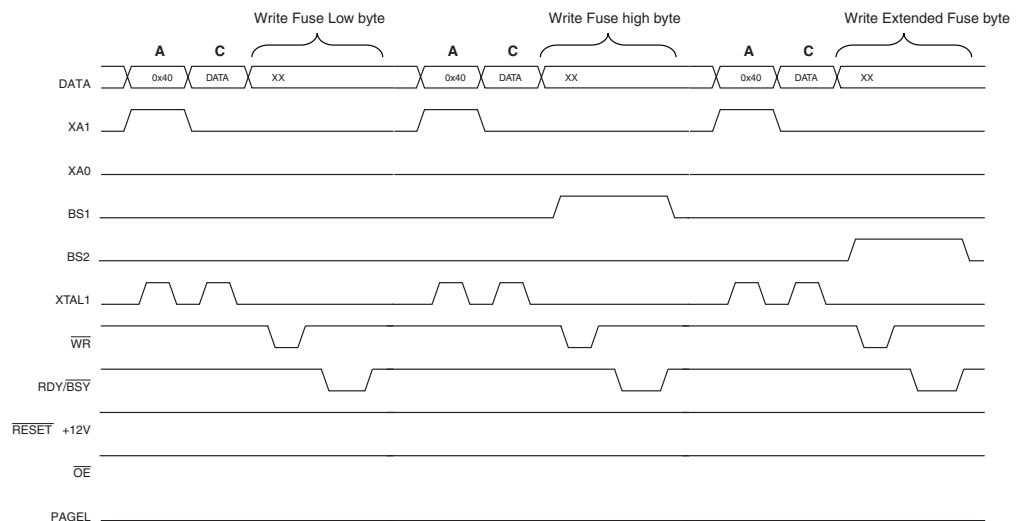 Write Fuse Low byte Write Fuse high byte Write Extended Fuse byte
A C A C A C
DATA 0x40 DATA XX 0x40 DATA XX 0x40 DATA XX
XA1
XA0
BS1
BS2
XTAL1
WR
RDY/BSY
RESET +12V
OE
PAGEL